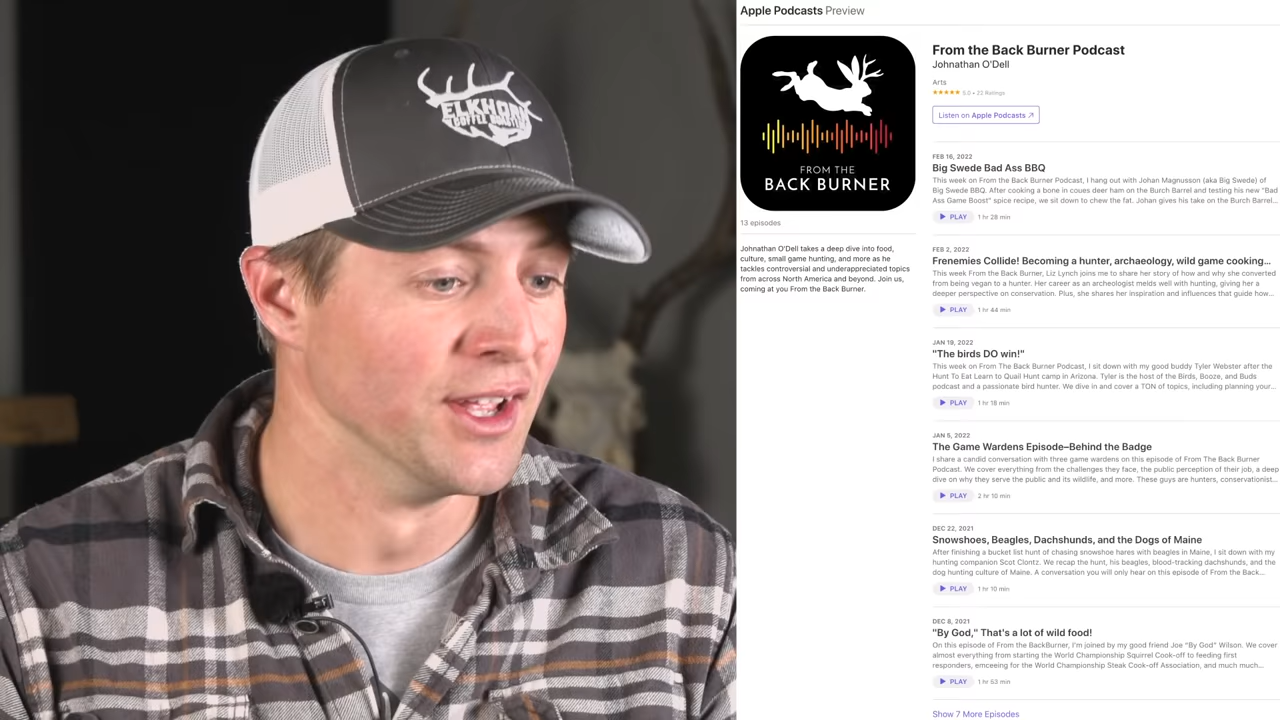 ELKHORN
COFFEE ROASTERS
Apple Podcasts Preview
FROM THE
BACK BURNER
13 episodes
Johnathan O'Dell takes a deep dive into food,
culture, small game hunting, and more as he
tackles controversial and underappreciated topics
from across North America and beyond. Join us,
coming at you From the Back Burner.
From the Back Burner Podcast
Johnathan O'Dell
Arts
★★★★★ 5.0 • 22 Ratings
Listen on Apple Podcasts ↗
FEB 16, 2022
Big Swede Bad Ass BBQ
This week on From the Back Burner Podcast, I hang out with Johan Magnusson (aka Big Swede) of
Big Swede BBQ. After cooking a bone in coues deer ham on the Burch Barrel and testing his new "Bad
Ass Game Boost" spice recipe, we sit down to chew the fat. Johan gives his take on the Burch Barrel...
PLAY 1 hr 28 min
FEB 2, 2022
Frenemies Collide! Becoming a hunter, archaeology, wild game cooking...
This week From the Back Burner, Liz Lynch joins me to share her story of how and why she converted
from being vegan to a hunter. Her career as an archeologist melds well with hunting, giving her a
deeper perspective on conservation. Plus, she shares her inspiration and influences that guide how...
PLAY 1 hr 44 min
JAN 19, 2022
"The birds DO win!"
This week on From The Back Burner Podcast, I sit down with my good buddy Tyler Webster after the
Hunt To Eat Learn to Quail Hunt camp in Arizona. Tyler is the host of the Birds, Booze, and Buds
podcast and a passionate bird hunter. We dive in and cover a TON of topics, including planning your...
PLAY 1 hr 18 min
JAN 5, 2022
The Game Wardens Episode–Behind the Badge
I share a candid conversation with three game wardens on this episode of From The Back Burner
Podcast. We cover everything from the challenges they face, the public perception of their job, a deep
dive on why they serve the public and its wildlife, and more. These guys are hunters, conservationist...
PLAY 2 hr 10 min
DEC 22, 2021
Snowshoes, Beagles, Dachshunds, and the Dogs of Maine
After finishing a bucket list hunt of chasing snowshoe hares with beagles in Maine, I sit down with my
hunting companion Scot Clontz. We recap the hunt, his beagles, blood-tracking dachshunds, and the
dog hunting culture of Maine. A conversation you will only hear on this episode of From the Back...
PLAY 1 hr 10 min
DEC 8, 2021
"By God," That's a lot of wild food!
On this episode of From the BackBurner, I'm joined by my good friend Joe "By God" Wilson. We cover
almost everything from starting the World Championship Squirrel Cook-off to feeding first
responders, emceeing for the World Championship Steak Cook-off Association, and much much...
PLAY 1 hr 53 min
Show 7 More Episodes